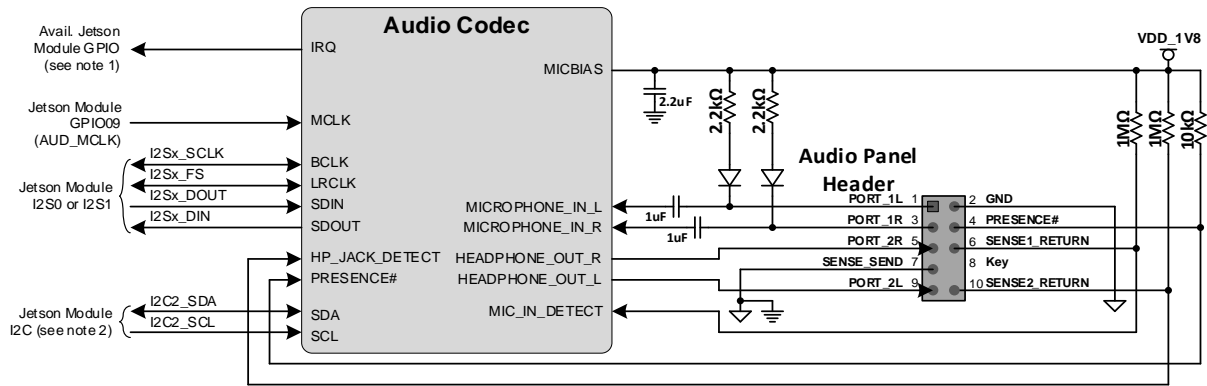 Audio Codec
Avail. Jetson
Module GPIO
(see note 1)
IRQ
MICBIAS
VDD_1V8
2.2uF
2.2kΩ
2.2kΩ
1MΩ
1MΩ
10kΩ
Jetson Module
GPIO09
(AUD_MCLK)
MCLK
Jetson Module
I2S0 or I2S1
I2Sx_SCLK
I2Sx_FS
I2Sx_DOUT
I2Sx_DIN
BCLK
LRCLK
SDIN
SDOUT
Audio Panel
Header
MICROPHONE_IN_L
1uF
PORT_1L 1
2 GND
MICROPHONE_IN_R
1uF
PORT_1R 3
4 PRESENCE#
HP_JACK_DETECT
HEADPHONE_OUT_R
PORT_2R 5
6 SENSE1_RETURN
PRESENCE#
HEADPHONE_OUT_L
SENSE_SEND 7
8 Key
PORT_2L 9
10 SENSE2_RETURN
Jetson Module
I2C (see note 2)
I2C2_SDA
I2C2_SCL
SDA
SCL
MIC_IN_DETECT